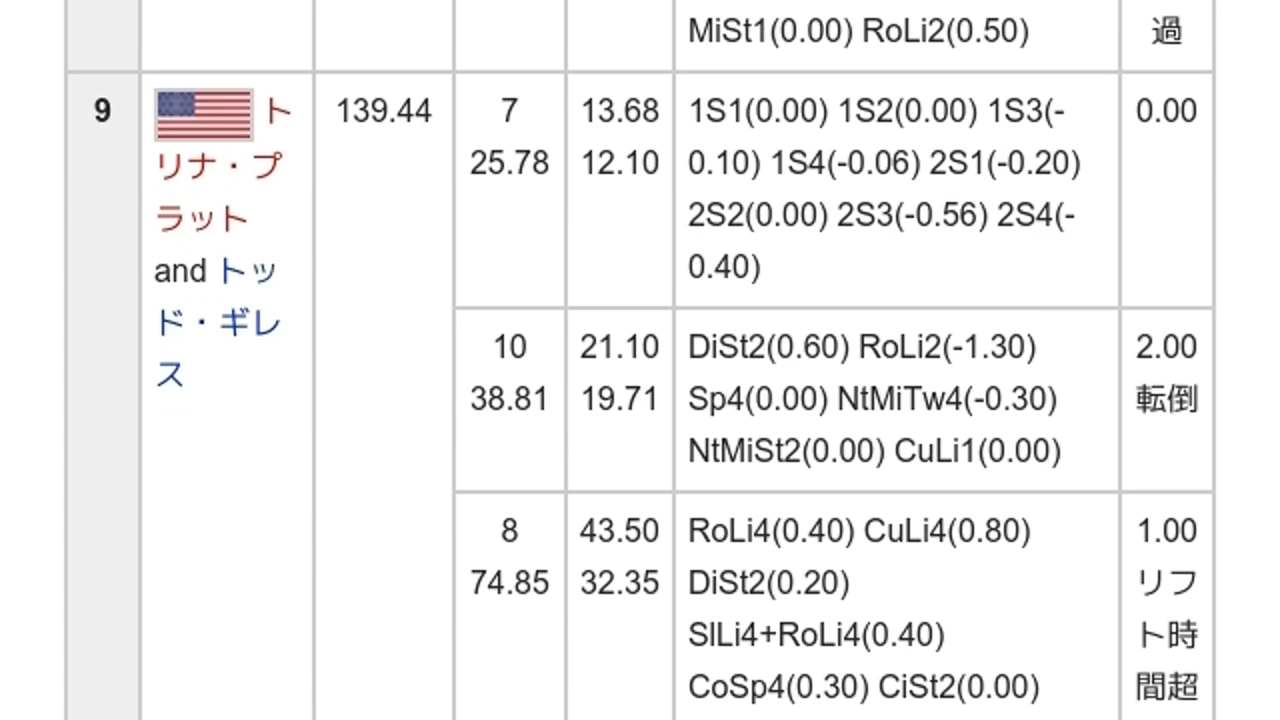 MiSt1(0.00) RoLi2(0.50)
過
9
ト
リナ・プ
ラット
and トッ
ド・ギレ
ス
139.44
7
25.78
13.68
12.10
1S1(0.00) 1S2(0.00) 1S3(-
0.10) 1S4(-0.06) 2S1(-0.20)
2S2(0.00) 2S3(-0.56) 2S4(-
0.40)
0.00
10
38.81
21.10
19.71
DiSt2(0.60) RoLi2(-1.30)
Sp4(0.00) NtMiTw4(-0.30)
NtMiSt2(0.00) CuLi1(0.00)
2.00
転倒
8
74.85
43.50
32.35
RoLi4(0.40) CuLi4(0.80)
DiSt2(0.20)
SlLi4+RoLi4(0.40)
CoSp4(0.30) CiSt2(0.00)
1.00
リフ
ト時
間超